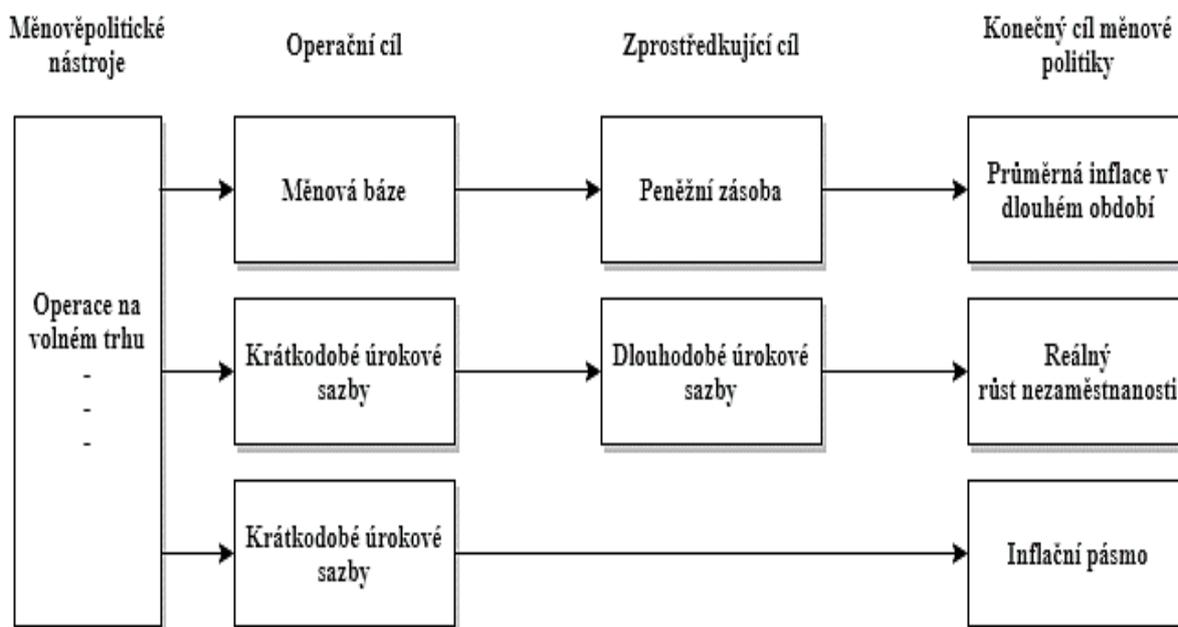 Měnověpolitické
nástroje
Operační cíl
Zprostředkující cíl
Konečný cíl měnové
politiky
Operace na
volném trhu
-
-
-
Měnová báze
Peněžní zásoba
Průměrná inflace v
dlouhém období
Krátkodobé úrokové
sazby
Dlouhodobé úrokové
sazby
Reálný
růst nezaměstnanosti
Krátkodobé úrokové
sazby
Inflační pásmo